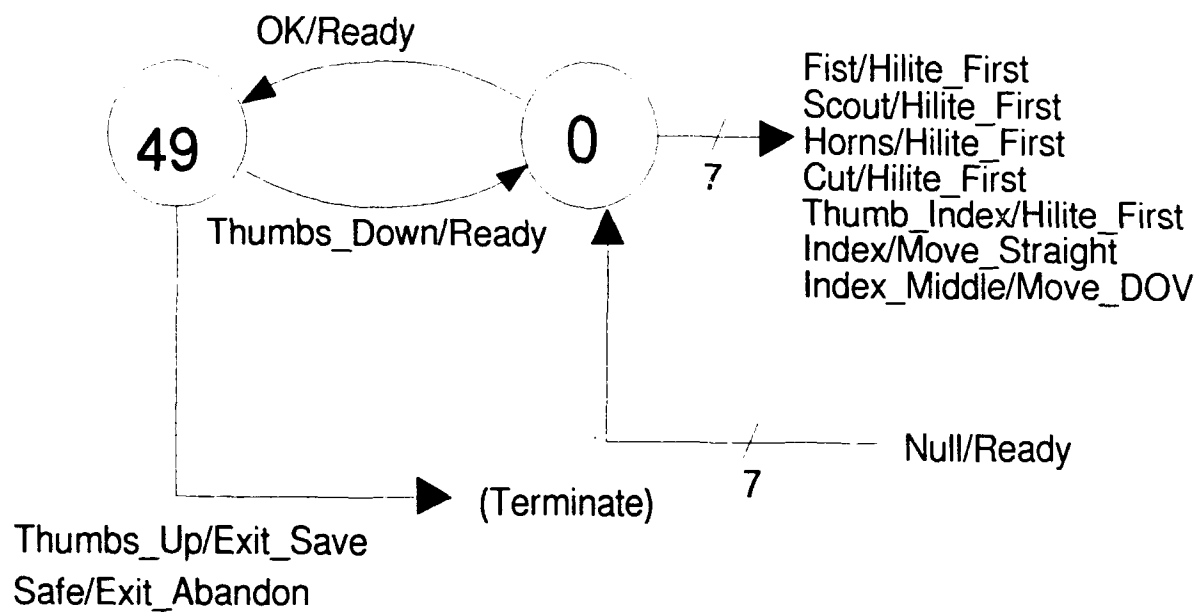 OK/Ready
49
0
7
Fist/Hilite_First
Scout/Hilite_First
Horns/Hilite_First
Cut/Hilite_First
Thumb_Index/Hilite_First
Index/Move_Straight
Index_Middle/Move_DOV
Thumbs_Down/Ready
Null/Ready
7
(Terminate)
Thumbs_Up/Exit_Save
Safe/Exit_Abandon